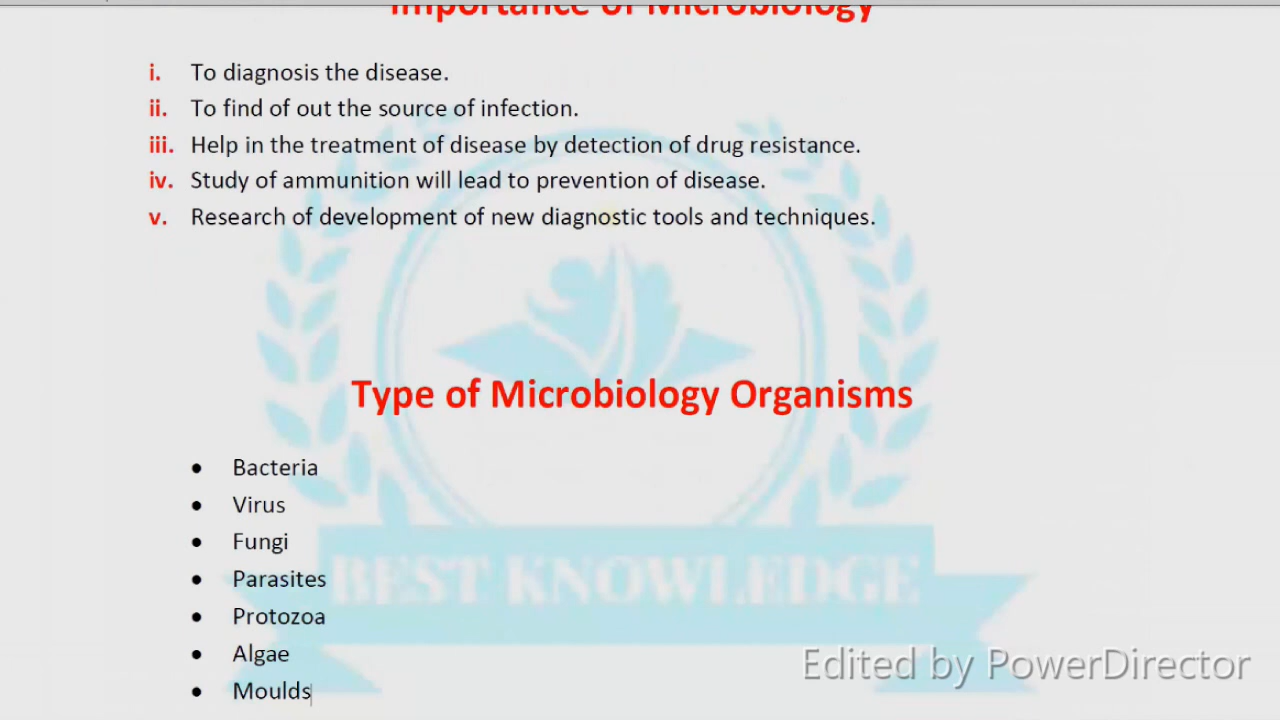 Importance of Microbiology
i. To diagnosis the disease.
ii. To find of out the source of infection.
iii. Help in the treatment of disease by detection of drug resistance.
iv. Study of ammunition will lead to prevention of disease.
v. Research of development of new diagnostic tools and techniques.
Type of Microbiology Organisms
• Bacteria
• Virus
• Fungi
• Parasites
BEST KNOWLEDGE
• Protozoa
• Algae
Edited by PowerDirector
• Moulds